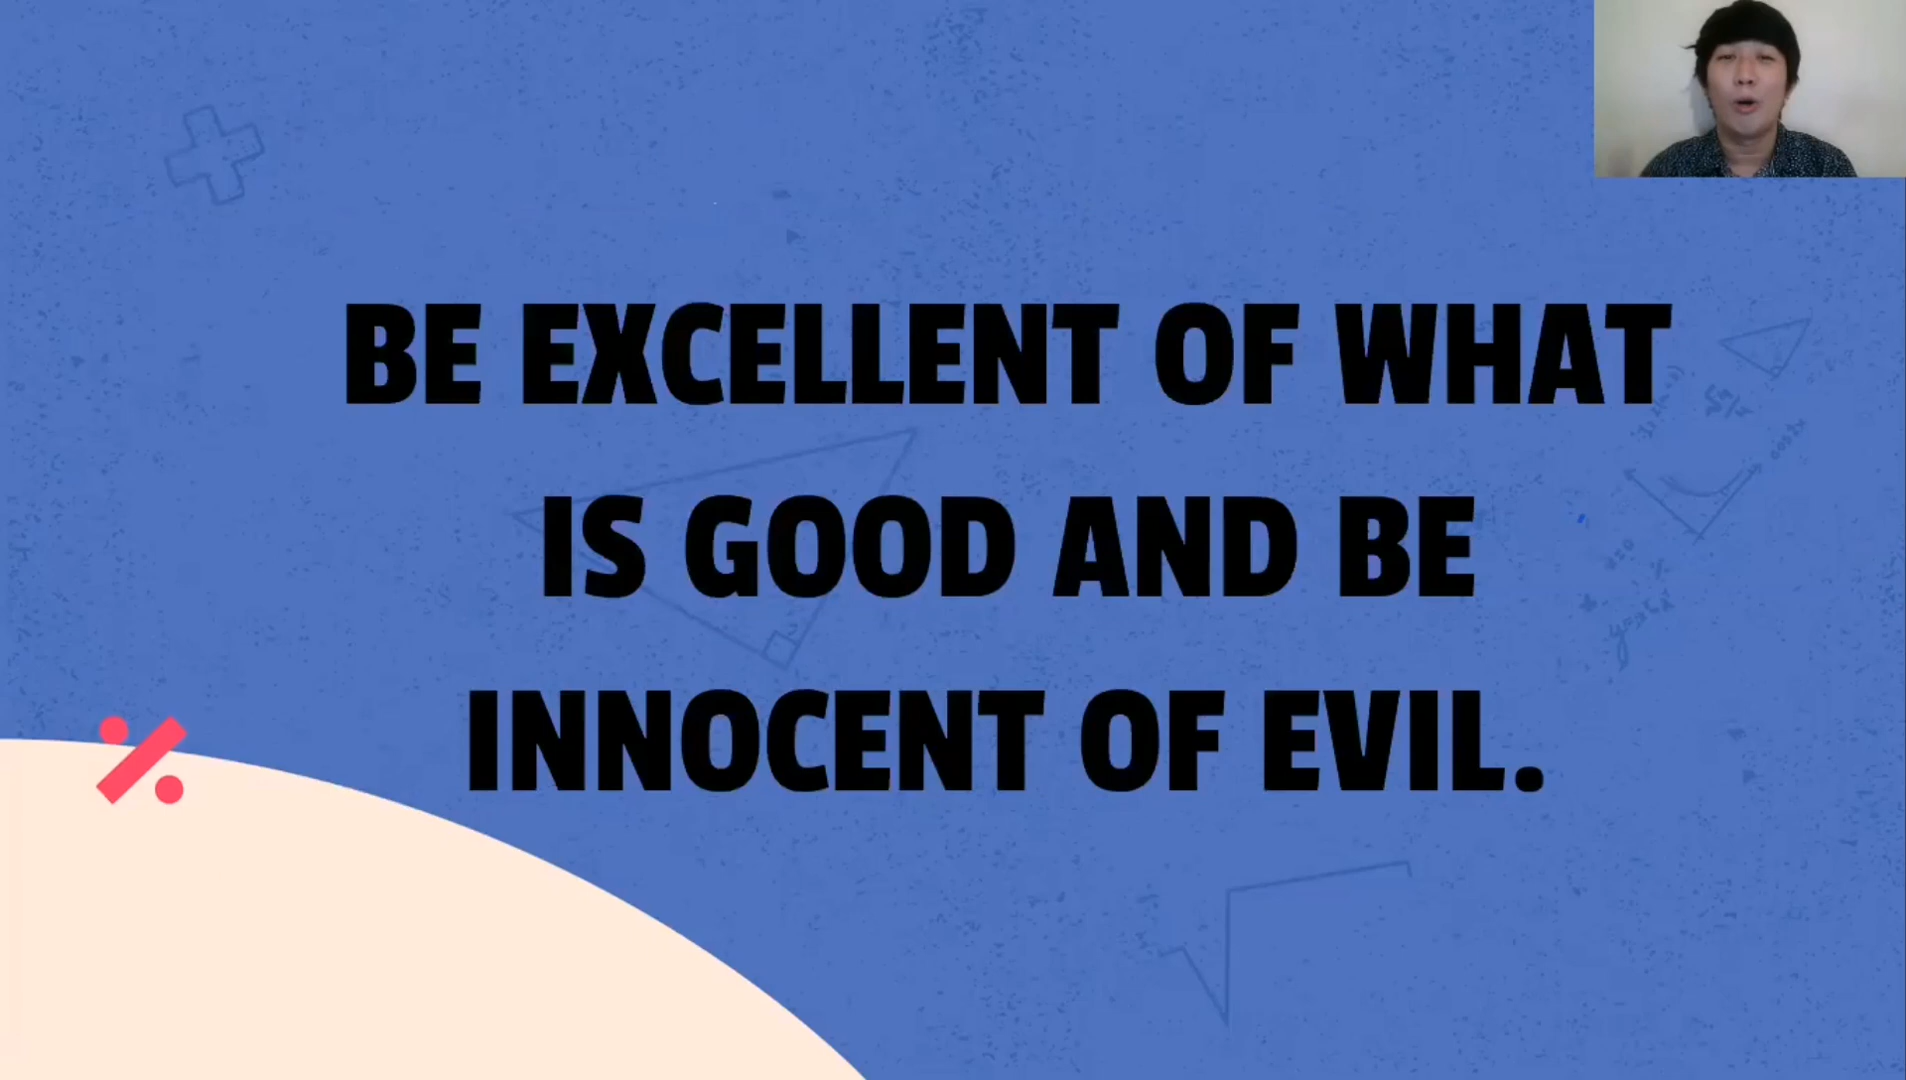 BE EXCELLENT OF WHAT
IS GOOD AND BE
INNOCENT OF EVIL.